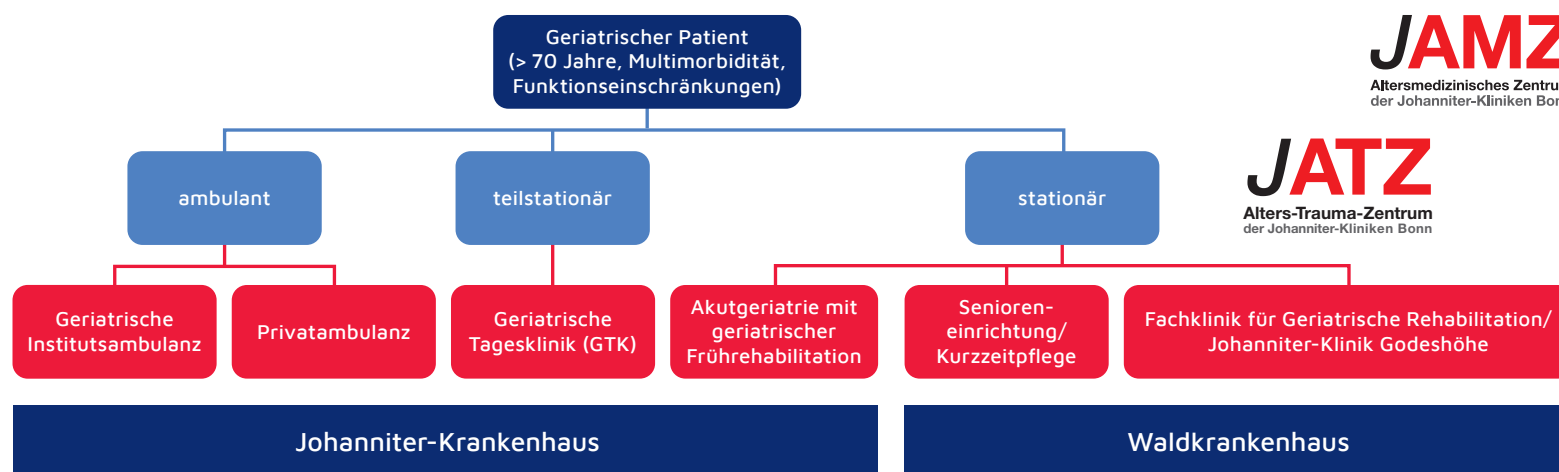 Geriatrischer Patient
(> 70 Jahre, Multimorbidität,
Funktionseinschränkungen)
JAMZ
Altersmedizinisches Zentru
der Johanniter-Kliniken Bon
JATZ
Alters-Trauma-Zentrum
der Johanniter-Kliniken Bonn
ambulant
teilstationär
stationär
Geriatrische
Institutsambulanz
Privatambulanz
Geriatrische
Tagesklinik (GTK)
Akutgeriatrie mit
geriatrischer
Frührehabilitation
Senioren-
einrichtung/
Kurzzeitpflege
Fachklinik für Geriatrische Rehabilitation/
Johanniter-Klinik Godeshöhe
Johanniter-Krankenhaus
Waldkrankenhaus